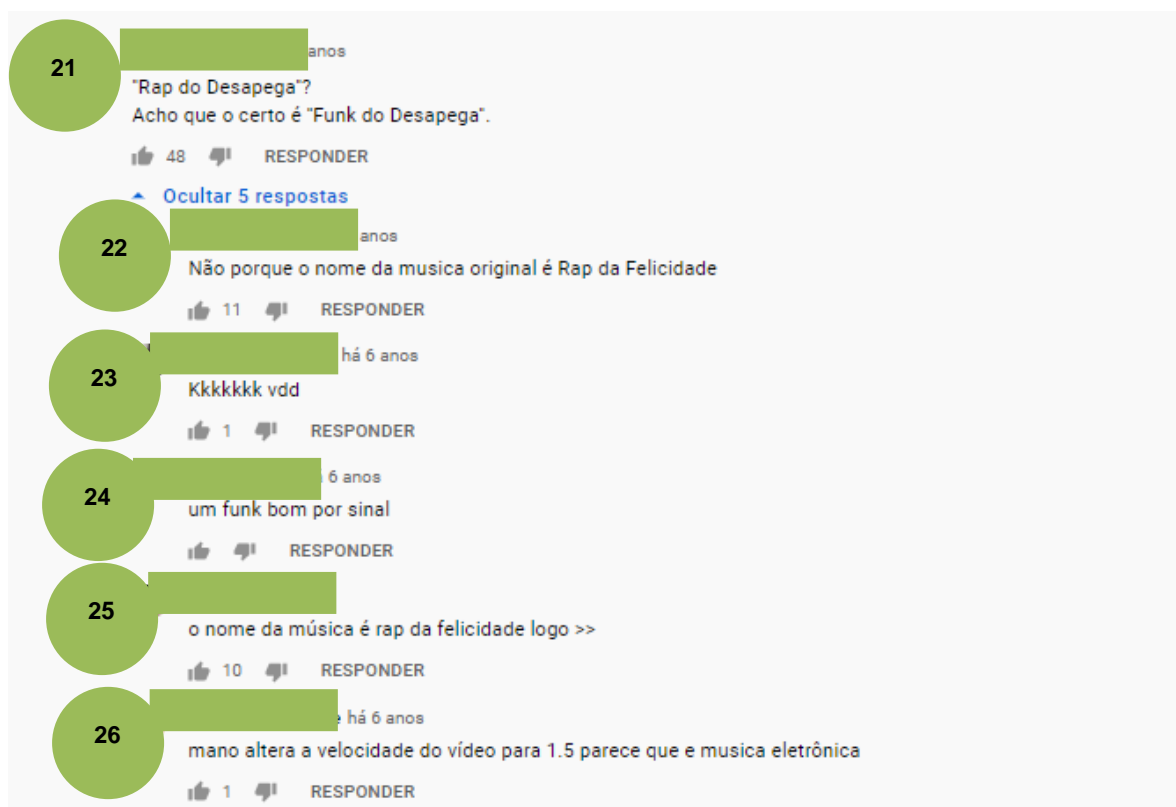 21
anos
"Rap do Desapega"?
Acho que o certo é "Funk do Desapega".
48 RESPONDER
Ocultar 5 respostas
22
anos
Não porque o nome da musica original é Rap da Felicidade
11 RESPONDER
23
há 6 anos
Kkkkkkk vdd
1 RESPONDER
24
6 anos
um funk bom por sinal
RESPONDER
25
o nome da música é rap da felicidade logo >>
10 RESPONDER
26
há 6 anos
mano altera a velocidade do vídeo para 1.5 parece que e musica eletrônica
1 RESPONDER